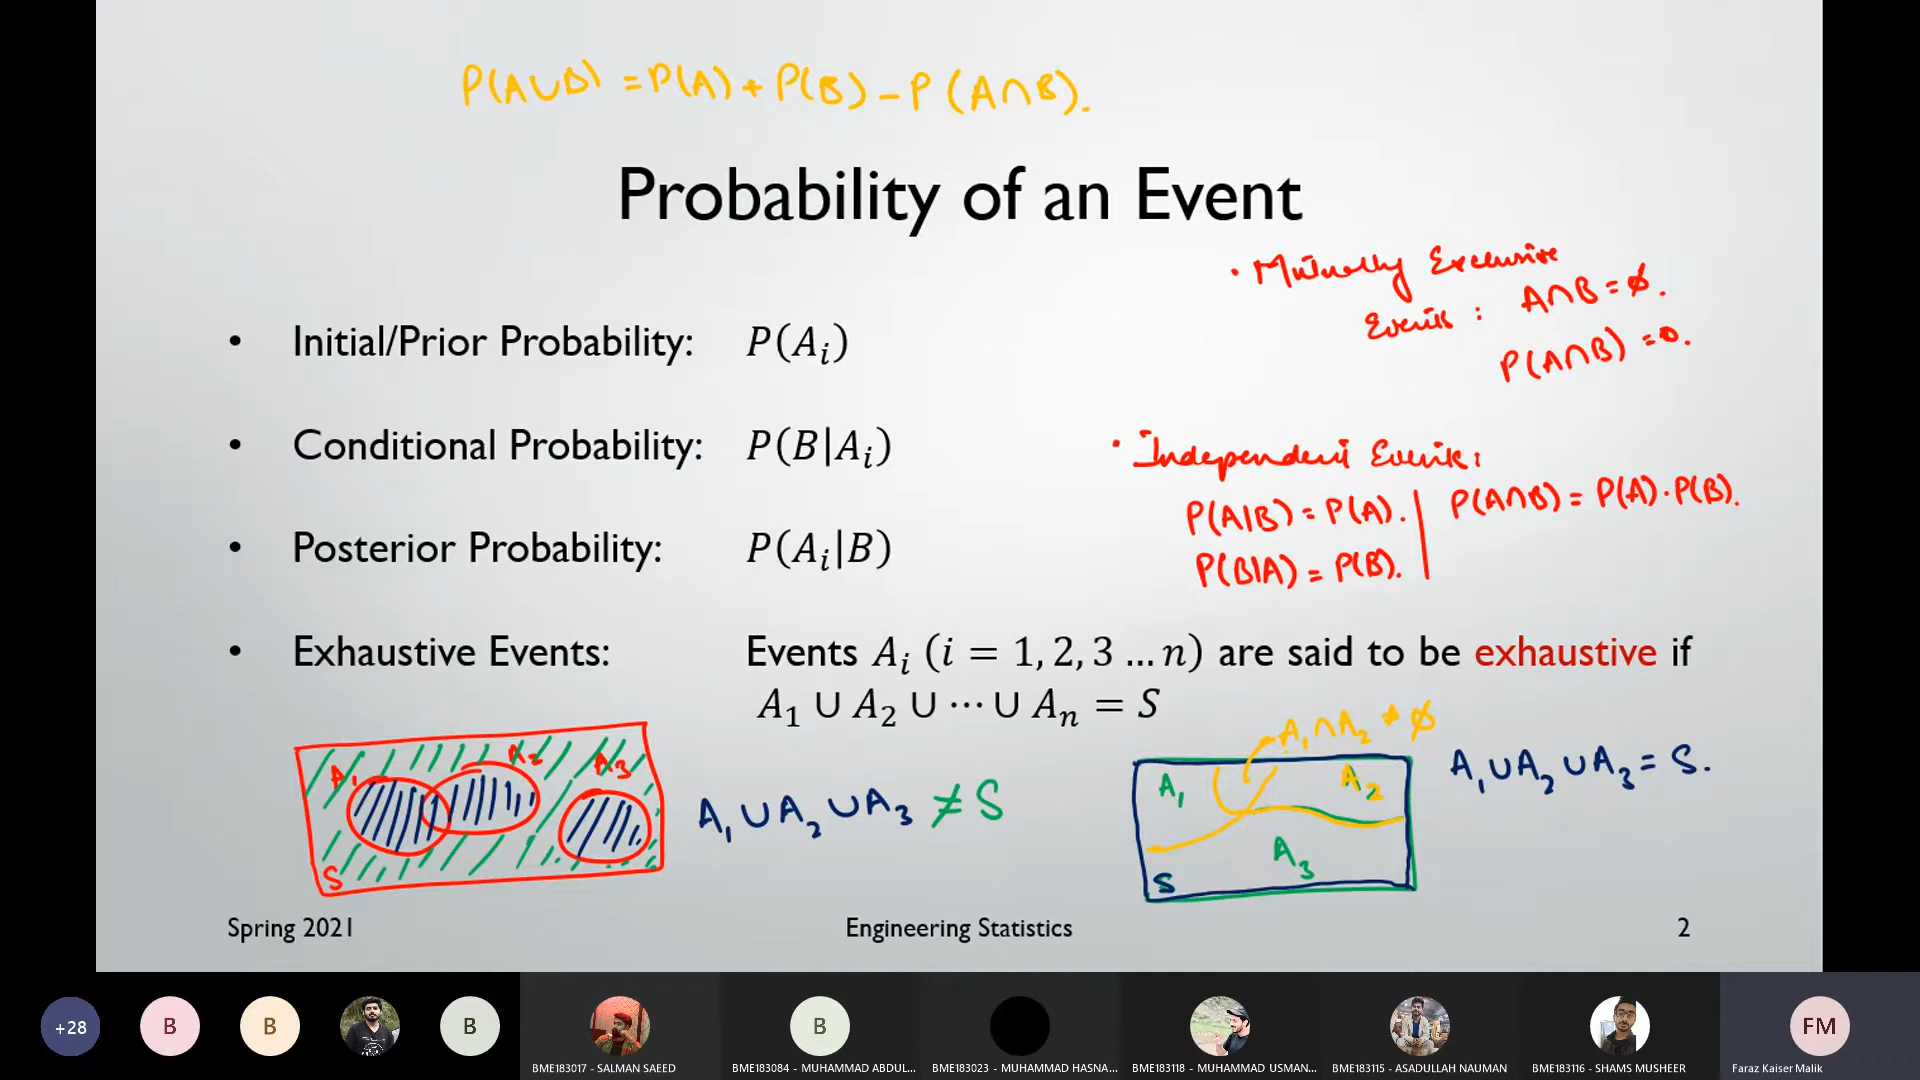 P(A∪B) = P(A) + P(B) - P(A∩B).
Probability of an Event
• Mutually Exclusive
Events : A∩B = ϕ.
P(A∩B) = 0.
• Initial/Prior Probability: P(Aᵢ)
• Conditional Probability: P(B|Aᵢ)
• Independent Events:
P(A|B) = P(A). | P(A∩B) = P(A)·P(B).
P(B|A) = P(B).
• Posterior Probability: P(Aᵢ|B)
• Exhaustive Events: Events Aᵢ (i = 1, 2, 3 … n) are said to be exhaustive if
A₁ ∪ A₂ ∪ ⋯ ∪ Aₙ = S
A₁ A₂ A₃
S
A₁∪A₂∪A₃ ≠ S
A₁∩A₂ ≠ ϕ
A₁ A₂
A₃
S
A₁∪A₂∪A₃ = S.
Spring 2021 Engineering Statistics 2
+28 B B B B FM
BME183017 - SALMAN SAEED
BME183084 - MUHAMMAD ABDUL...
BME183023 - MUHAMMAD HASNA...
BME183118 - MUHAMMAD USMAN...
BME183115 - ASADULLAH NAUMAN
BME183116 - SHAMS MUSHEER
Faraz Kaiser Malik